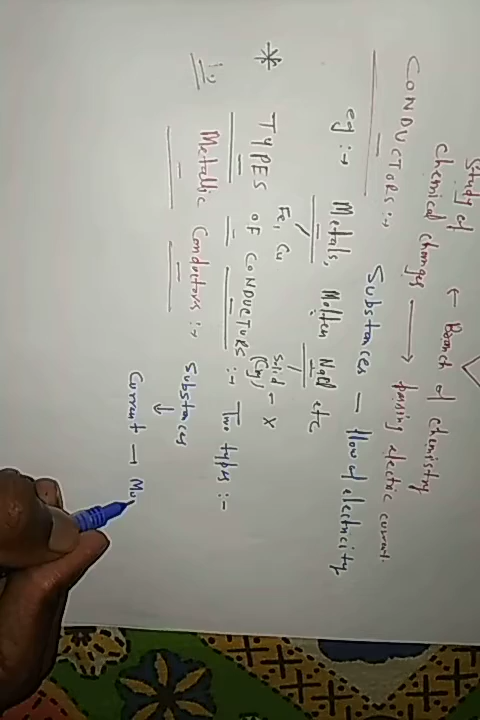 ← Branch of Chemistry
Study of
chemical changes ⟶ passing electric current.
CONDUCTORS :→ Substances – flow of electricity
eg :→ Metals, Molten NaCl etc
Fe, Cu Solid – X
* TYPES OF CONDUCTORS :→ Two types :–
1) Metallic Conductors :→ Substances
↓
Current → Mo